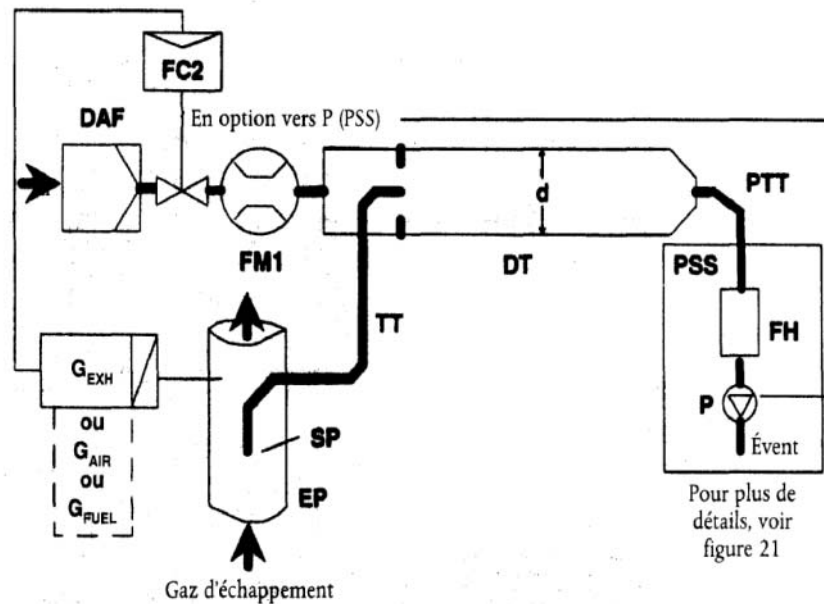 FC2
En option vers P (PSS)
DAF
d
PTT
FM1
DT
PSS
TT
FH
G_EXH
ou
G_AIR
ou
G_FUEL
SP
EP
P
Évent
Pour plus de
détails, voir
figure 21
Gaz d'échappement